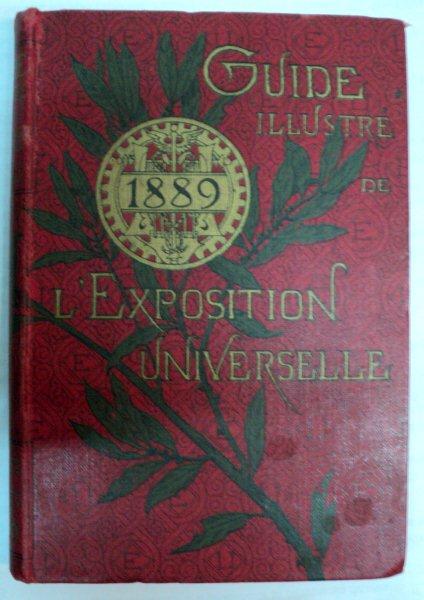 GUIDE
ILLUSTRÉ
DE
1889
L'EXPOSITION
UNIVERSELLE